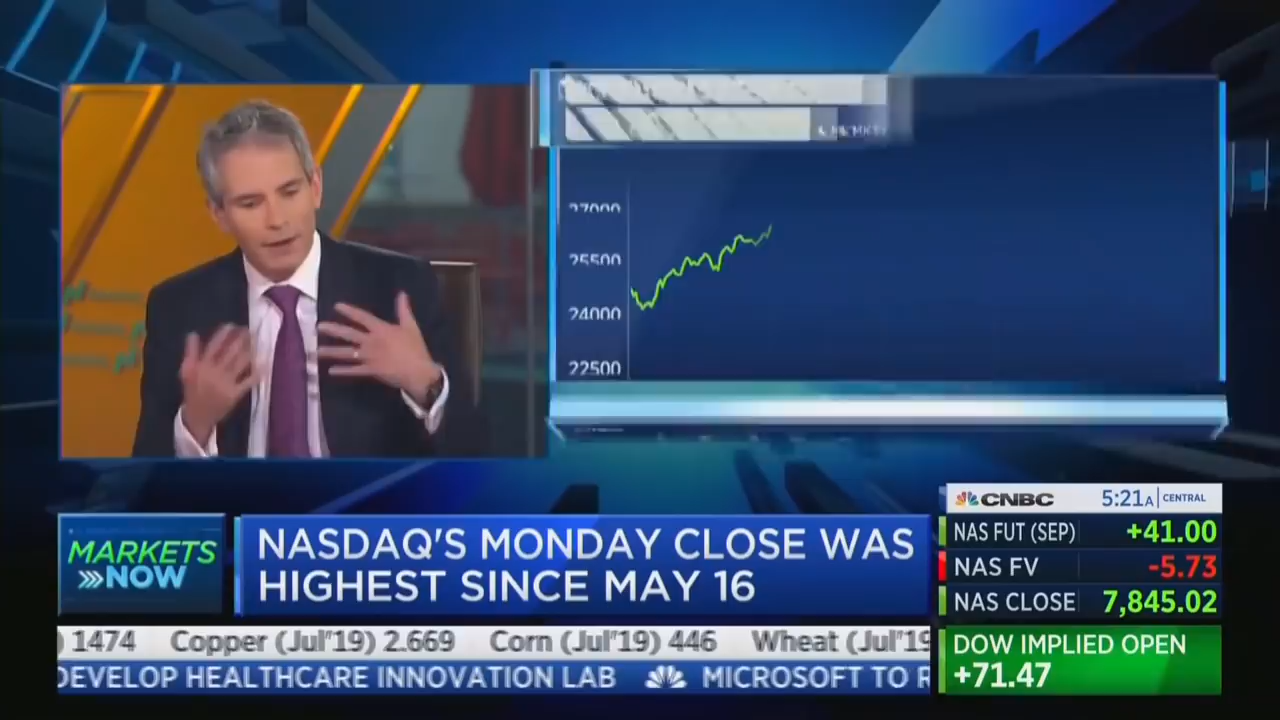 27000
25500
24000
22500
CNBC 5:21A CENTRAL
NAS FUT (SEP) +41.00
NAS FV -5.73
NAS CLOSE 7,845.02
DOW IMPLIED OPEN
+71.47
MARKETS
NOW
NASDAQ'S MONDAY CLOSE WAS
HIGHEST SINCE MAY 16
) 1474 Copper (Jul'19) 2.669 Corn (Jul'19) 446 Wheat (Jul'19
DEVELOP HEALTHCARE INNOVATION LAB MICROSOFT TO R